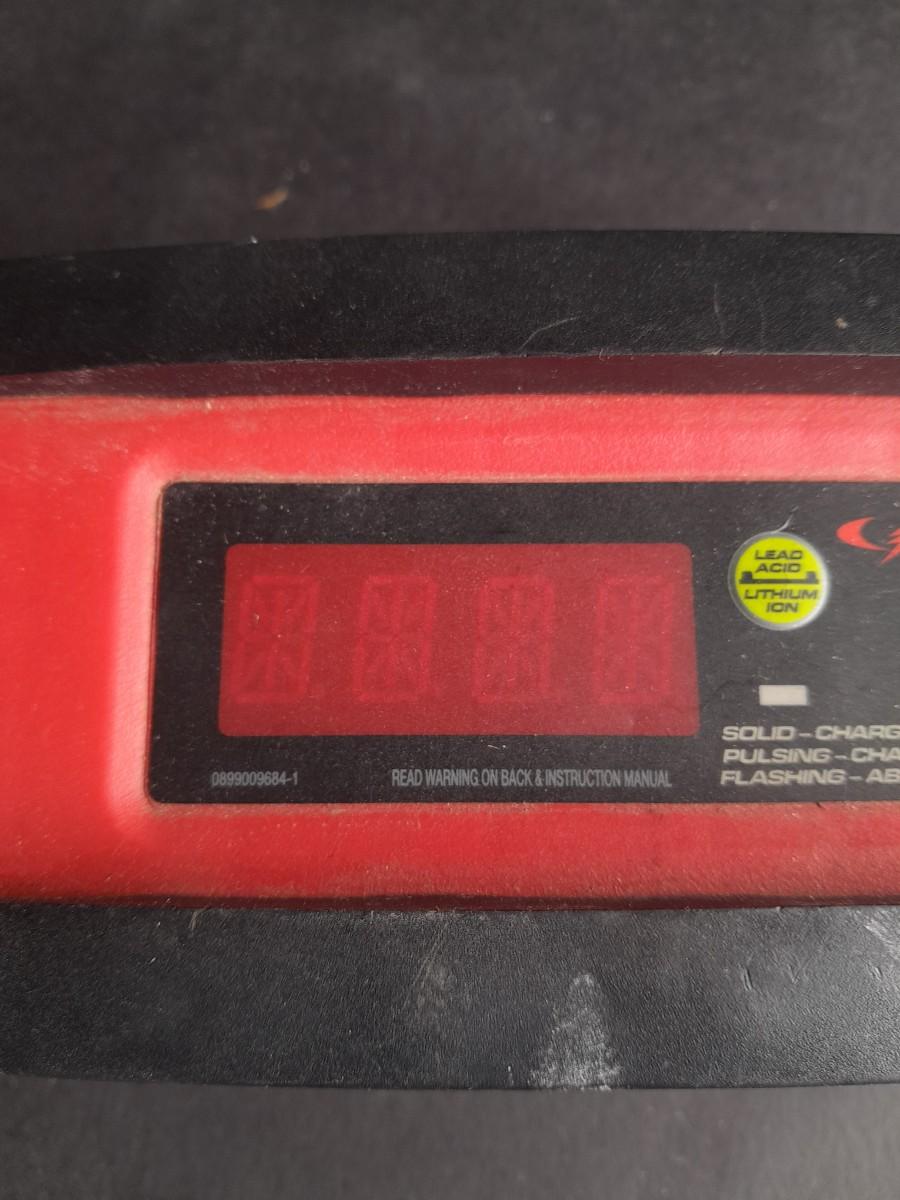 LEAD
ACID
LITHIUM
ION
SOLID – CHARG
PULSING – CHA
FLASHING – AB
0899009684-1
READ WARNING ON BACK & INSTRUCTION MANUAL